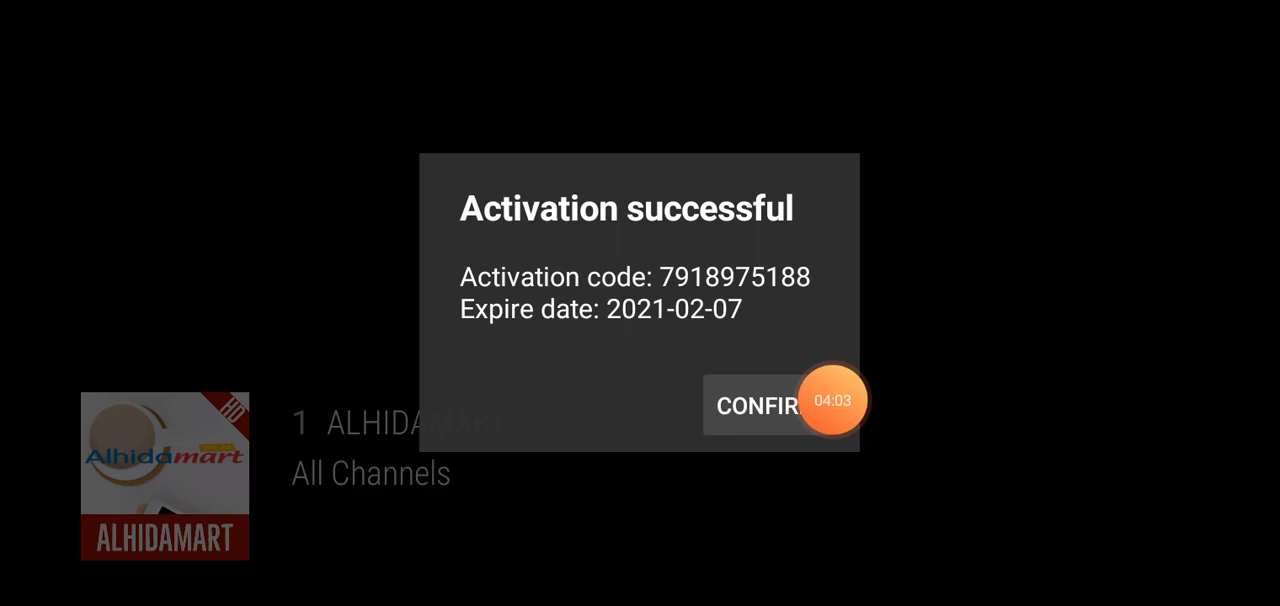 Activation successful
Activation code: 7918975188
Expire date: 2021-02-07
CONFIR
04:03
HD
Alhidamart
ALHIDAMART
1 ALHIDAMART
All Channels